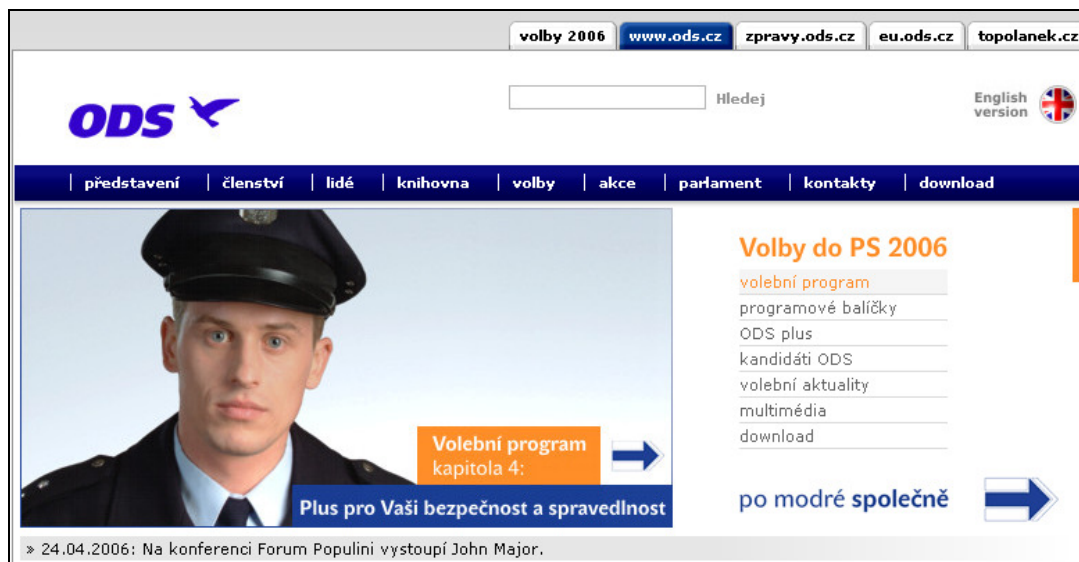 volby 2006 www.ods.cz zpravy.ods.cz eu.ods.cz topolanek.cz
ODS
Hledej
English
version
představení členství lidé knihovna volby akce parlament kontakty download
Volby do PS 2006
volební program
programové balíčky
ODS plus
kandidáti ODS
volební aktuality
multimédia
download
Volební program
kapitola 4:
Plus pro Vaši bezpečnost a spravedlnost
po modré společně
» 24.04.2006: Na konferenci Forum Populini vystoupí John Major.